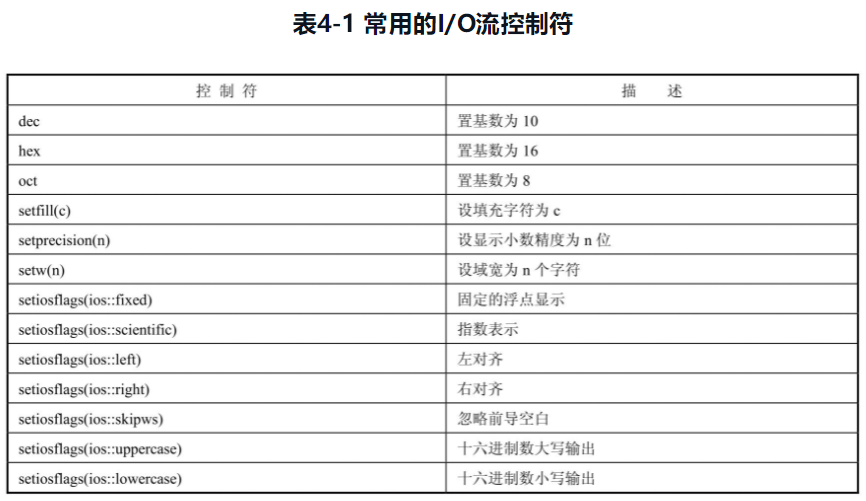 表4-1 常用的I/O流控制符
控 制 符 描 述
dec 置基数为 10
hex 置基数为 16
oct 置基数为 8
setfill(c) 设填充字符为 c
setprecision(n) 设显示小数精度为 n 位
setw(n) 设域宽为 n 个字符
setiosflags(ios::fixed) 固定的浮点显示
setiosflags(ios::scientific) 指数表示
setiosflags(ios::left) 左对齐
setiosflags(ios::right) 右对齐
setiosflags(ios::skipws) 忽略前导空白
setiosflags(ios::uppercase) 十六进制数大写输出
setiosflags(ios::lowercase) 十六进制数小写输出